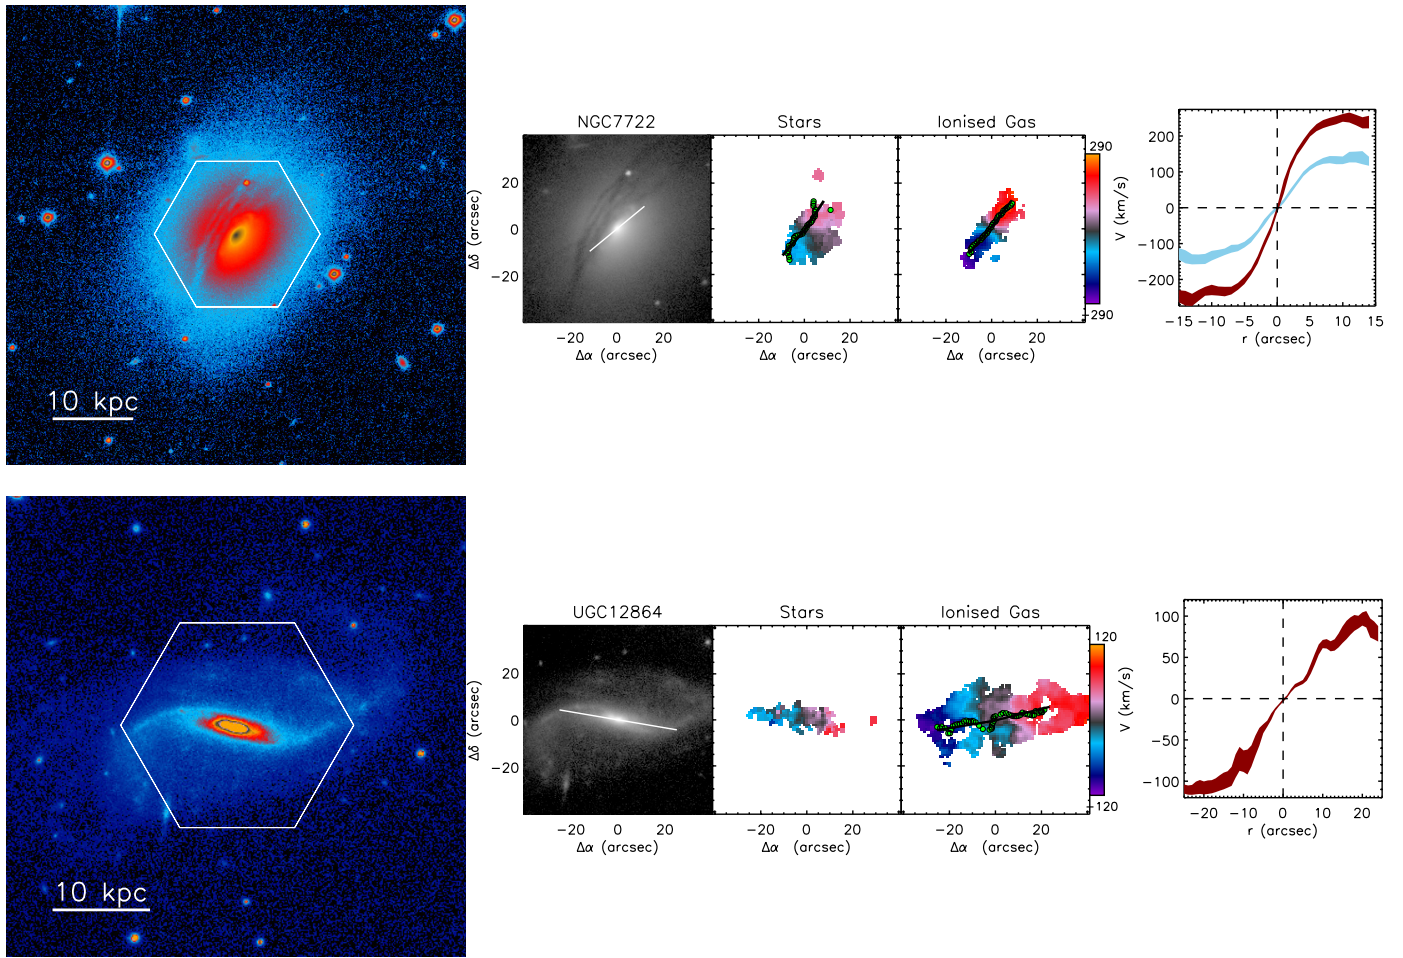 10 kpc
NGC7722
Stars
Ionised Gas
Δδ (arcsec)
20
0
−20
−20 0 20
Δα (arcsec)
−20 0 20
Δα (arcsec)
−20 0 20
Δα (arcsec)
290
−290
V (km/s)
200
100
0
−100
−200
−15 −10 −5 0 5 10 15
r (arcsec)
10 kpc
UGC12864
Stars
Ionised Gas
Δδ (arcsec)
20
0
−20
−20 0 20
Δα (arcsec)
−20 0 20
Δα (arcsec)
−20 0 20
Δα (arcsec)
120
−120
V (km/s)
100
50
0
−50
−100
−20 −10 0 10 20
r (arcsec)